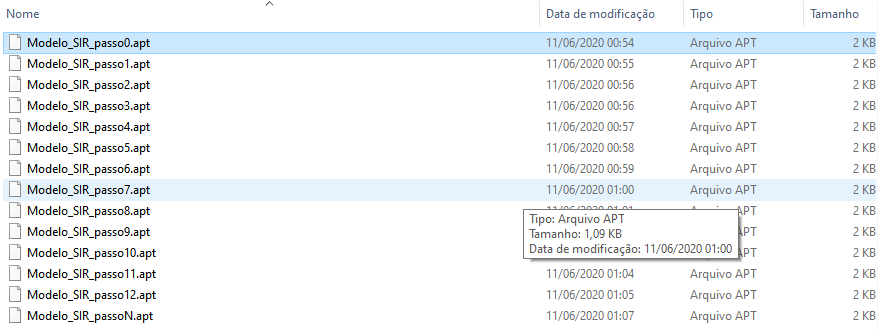 Nome Data de modificação Tipo Tamanho
Modelo_SIR_passo0.apt 11/06/2020 00:54 Arquivo APT 2 KB
Modelo_SIR_passo1.apt 11/06/2020 00:55 Arquivo APT 2 KB
Modelo_SIR_passo2.apt 11/06/2020 00:56 Arquivo APT 2 KB
Modelo_SIR_passo3.apt 11/06/2020 00:56 Arquivo APT 2 KB
Modelo_SIR_passo4.apt 11/06/2020 00:57 Arquivo APT 2 KB
Modelo_SIR_passo5.apt 11/06/2020 00:58 Arquivo APT 2 KB
Modelo_SIR_passo6.apt 11/06/2020 00:59 Arquivo APT 2 KB
Modelo_SIR_passo7.apt 11/06/2020 01:00 Arquivo APT 2 KB
Modelo_SIR_passo8.apt 2 KB
Tipo: Arquivo APT
Modelo_SIR_passo9.apt 2 KB
Tamanho: 1,09 KB
Modelo_SIR_passo10.apt 2 KB
Data de modificação: 11/06/2020 01:00
Modelo_SIR_passo11.apt 11/06/2020 01:04 Arquivo APT 2 KB
Modelo_SIR_passo12.apt 11/06/2020 01:05 Arquivo APT 2 KB
Modelo_SIR_passoN.apt 11/06/2020 01:07 Arquivo APT 2 KB